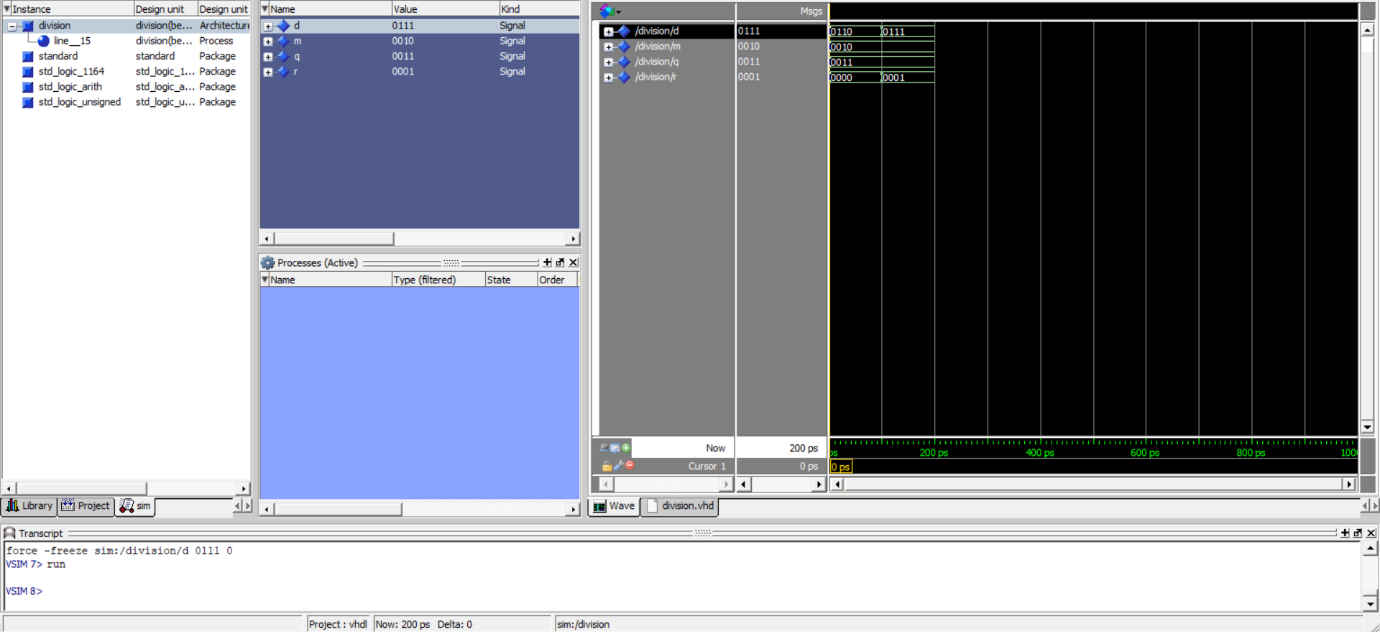 Instance Design unit Design unit
division division(be... Architecture
line__15 division(be... Process
standard standard Package
std_logic_1164 std_logic_1... Package
std_logic_arith std_logic_a... Package
std_logic_unsigned std_logic_u... Package
Library Project sim
Name Value Kind
d 0111 Signal
m 0010 Signal
q 0011 Signal
r 0001 Signal
Processes (Active)
Name Type (filtered) State Order
Msgs
/division/d 0111 0110 0111
/division/m 0010 0010
/division/q 0011 0011
/division/r 0001 0000 0001
Now 200 ps ps 200 ps 400 ps 600 ps 800 ps 1000
Cursor 1 0 ps 0 ps
Wave division.vhd
Transcript
force -freeze sim:/division/d 0111 0
VSIM 7> run
VSIM 8>
Project : vhdl Now: 200 ps Delta: 0 sim:/division